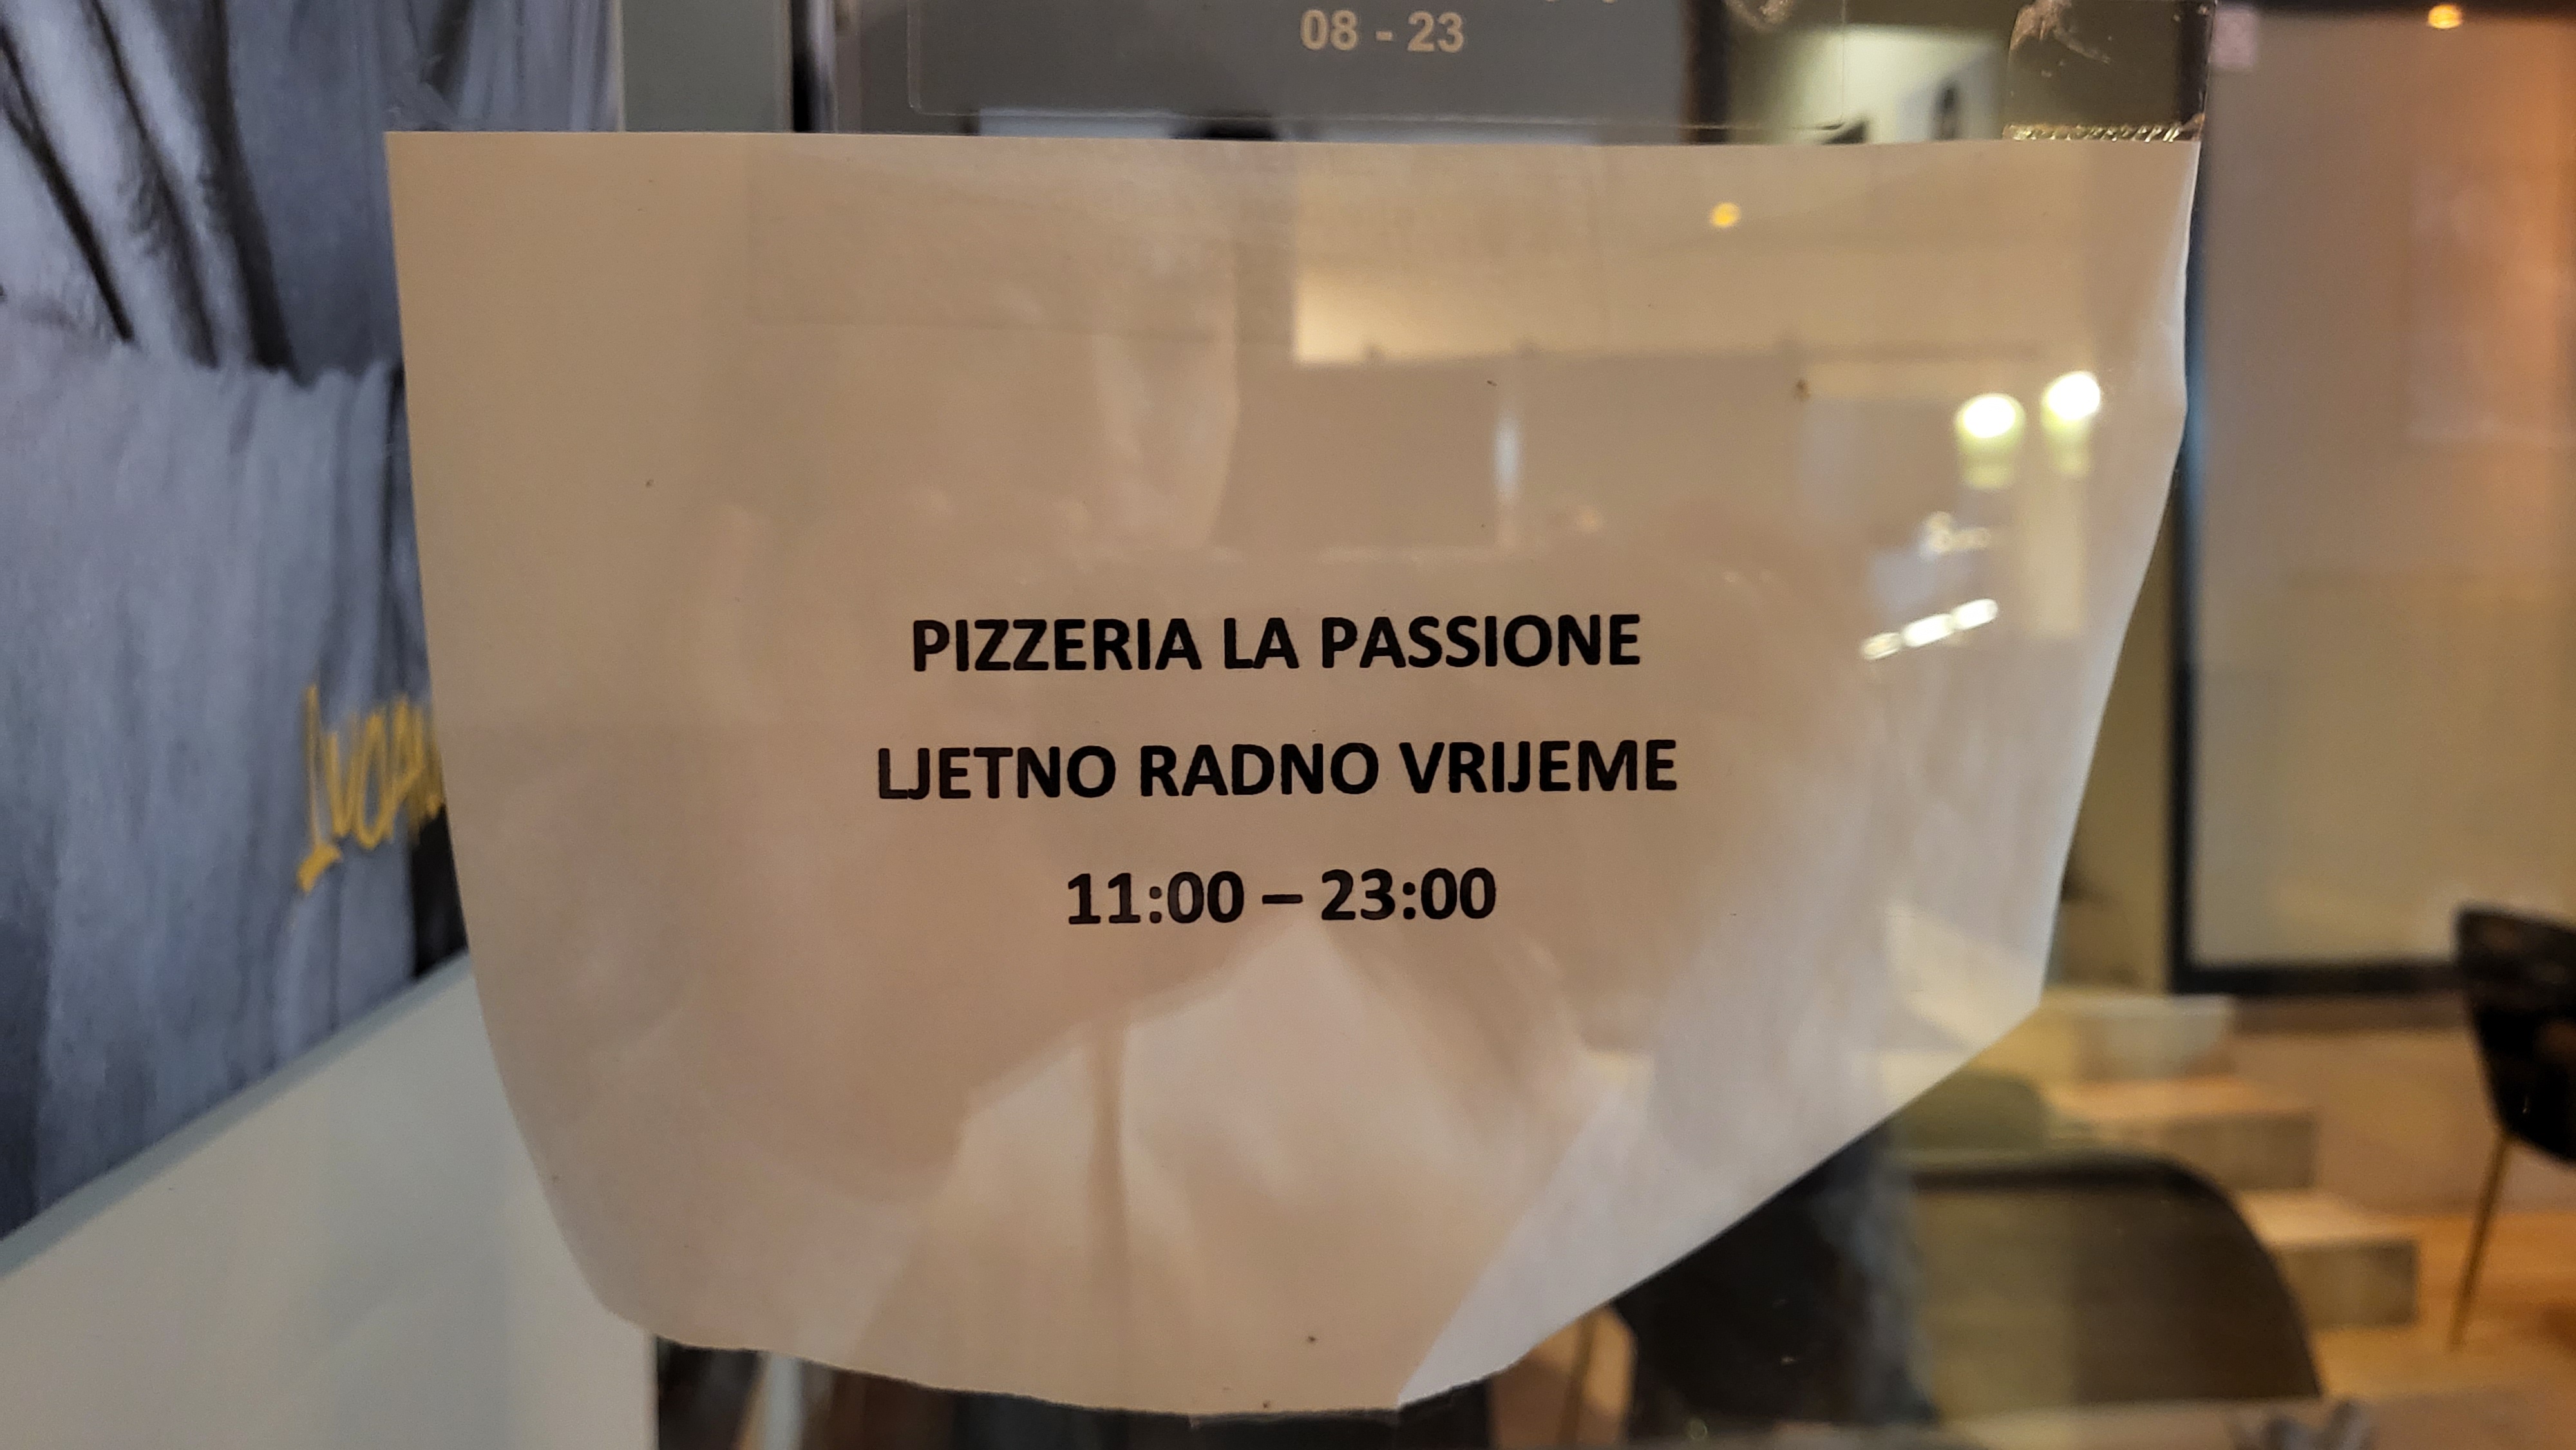 08 - 23
PIZZERIA LA PASSIONE
LJETNO RADNO VRIJEME
11:00 – 23:00